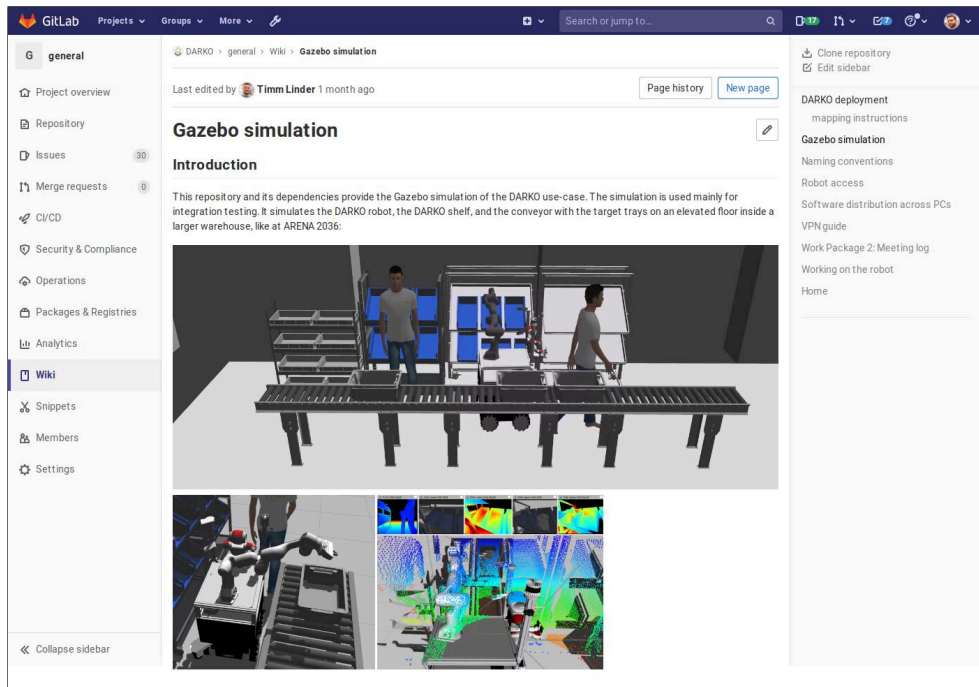 GitLab Projects Groups More Search or jump to... 17 7
G general
Project overview
Repository
Issues 30
Merge requests 0
CI/CD
Security & Compliance
Operations
Packages & Registries
Analytics
Wiki
Snippets
Members
Settings
Collapse sidebar
DARKO > general > Wiki > Gazebo simulation
Last edited by Timm Linder 1 month ago Page history New page
Gazebo simulation
Introduction
This repository and its dependencies provide the Gazebo simulation of the DARKO use-case. The simulation is used mainly for
integration testing. It simulates the DARKO robot, the DARKO shelf, and the conveyor with the target trays on an elevated floor inside a
larger warehouse, like at ARENA 2036:
Clone repository
Edit sidebar
DARKO deployment
mapping instructions
Gazebo simulation
Naming conventions
Robot access
Software distribution across PCs
VPN guide
Work Package 2: Meeting log
Working on the robot
Home